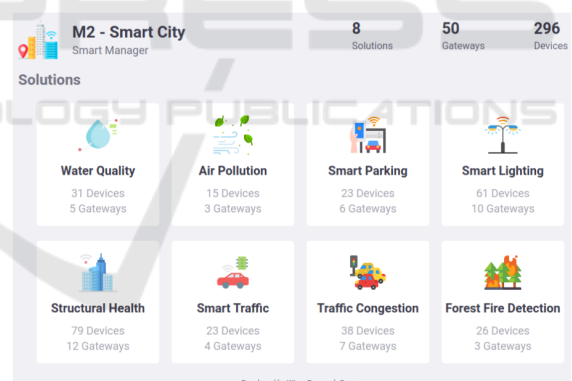 M2 - Smart City
Smart Manager
8
Solutions
50
Gateways
296
Devices
Solutions
Water Quality
31 Devices
5 Gateways
Air Pollution
15 Devices
3 Gateways
Smart Parking
23 Devices
6 Gateways
Smart Lighting
61 Devices
10 Gateways
Structural Health
79 Devices
12 Gateways
Smart Traffic
23 Devices
4 Gateways
Traffic Congestion
38 Devices
7 Gateways
Forest Fire Detection
26 Devices
3 Gateways
PRESS
LOGY PUBLICATIONS